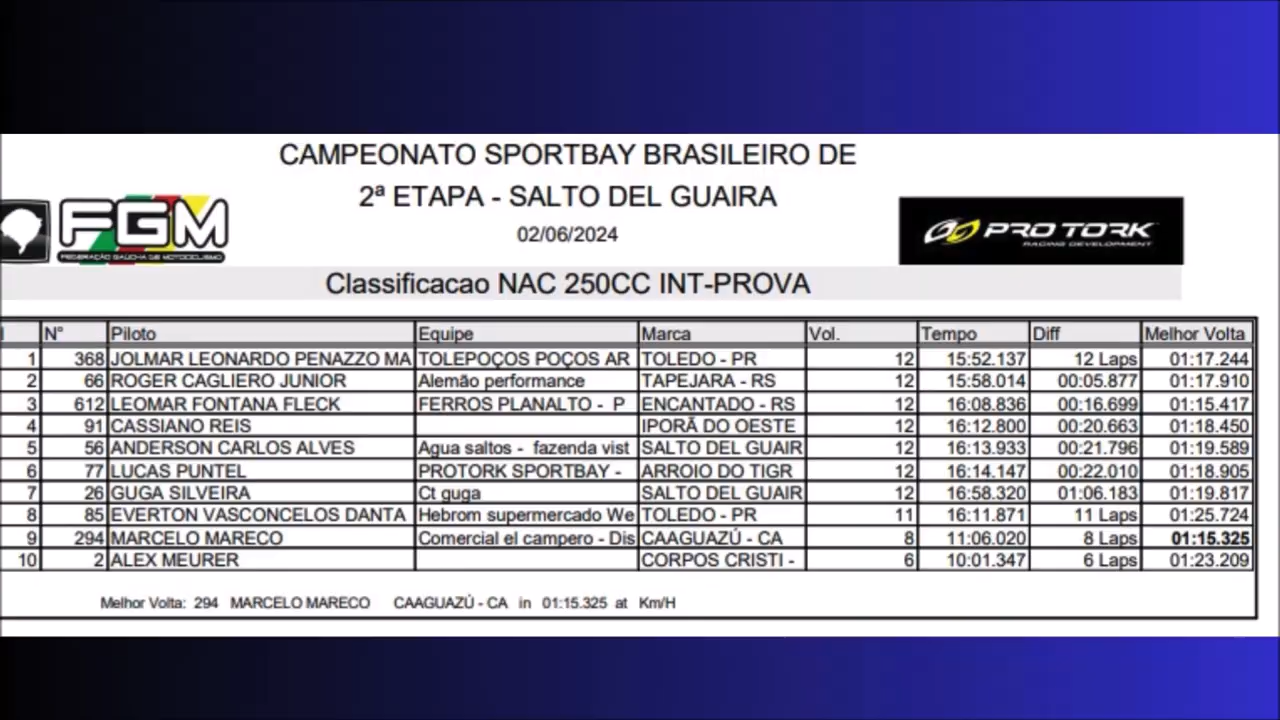 CAMPEONATO SPORTBAY BRASILEIRO DE
2ª ETAPA - SALTO DEL GUAIRA
02/06/2024
FGM
FEDERAÇÃO GAÚCHA DE MOTOCICLISMO
PRO TORK
RACING DEVELOPMENT
Classificacao NAC 250CC INT-PROVA
N° Piloto Equipe Marca Vol. Tempo Diff Melhor Volta
1 368 JOLMAR LEONARDO PENAZZO MA TOLEPOÇOS POÇOS AR TOLEDO - PR 12 15:52.137 12 Laps 01:17.244
2 66 ROGER CAGLIERO JUNIOR Alemão performance TAPEJARA - RS 12 15:58.014 00:05.877 01:17.910
3 612 LEOMAR FONTANA FLECK FERROS PLANALTO - P ENCANTADO - RS 12 16:08.836 00:16.699 01:15.417
4 91 CASSIANO REIS IPORÃ DO OESTE 12 16:12.800 00:20.663 01:18.450
5 56 ANDERSON CARLOS ALVES Agua saltos - fazenda vist SALTO DEL GUAIR 12 16:13.933 00:21.796 01:19.589
6 77 LUCAS PUNTEL PROTORK SPORTBAY - ARROIO DO TIGR 12 16:14.147 00:22.010 01:18.905
7 26 GUGA SILVEIRA Ct guga SALTO DEL GUAIR 12 16:58.320 01:06.183 01:19.817
8 85 EVERTON VASCONCELOS DANTA Hebrom supermercado We TOLEDO - PR 11 16:11.871 11 Laps 01:25.724
9 294 MARCELO MARECO Comercial el campero - Dis CAAGUAZÚ - CA 8 11:06.020 8 Laps 01:15.325
10 2 ALEX MEURER CORPOS CRISTI - 6 10:01.347 6 Laps 01:23.209
Melhor Volta: 294 MARCELO MARECO CAAGUAZÚ - CA in 01:15.325 at Km/H